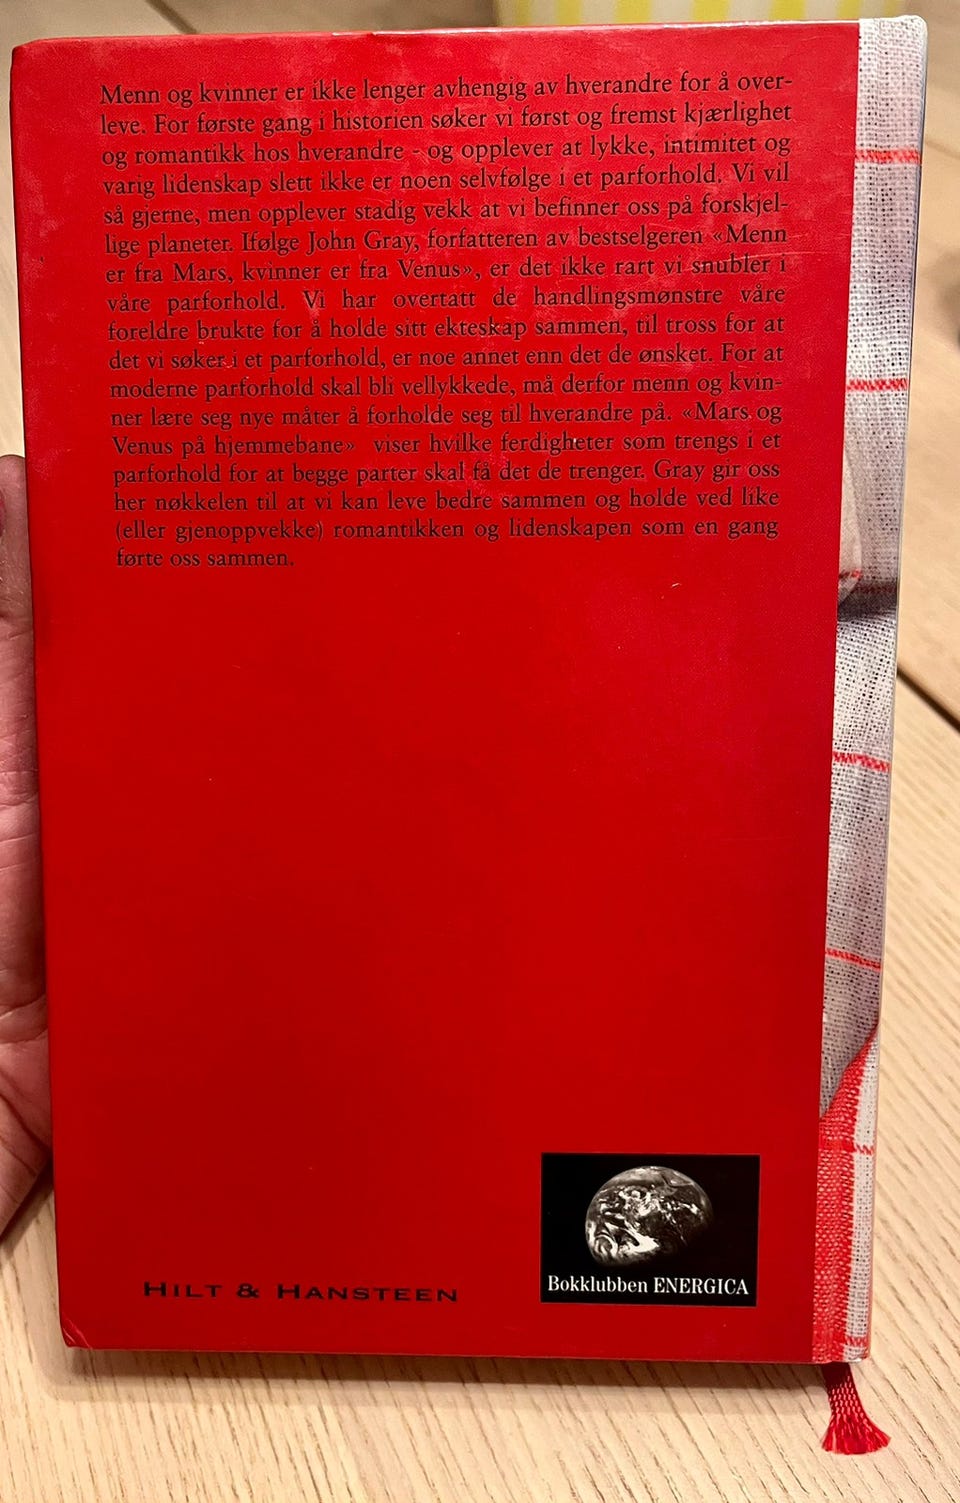 Menn og kvinner er ikke lenger avhengig av hverandre for å over-
leve. For første gang i historien søker vi først og fremst kjærlighet
og romantikk hos hverandre - og opplever at lykke, intimitet og
varig lidenskap slett ikke er noen selvfølge i et parforhold. Vi vil
så gjerne, men opplever stadig vekk at vi befinner oss på forskjel-
lige planeter. Ifølge John Gray, forfatteren av bestselgeren «Menn
er fra Mars, kvinner er fra Venus», er det ikke rart vi snubler i
våre parforhold. Vi har overtatt de handlingsmønstre våre
foreldre brukte for å holde sitt ekteskap sammen, til tross for at
det vi søker i et parforhold, er noe annet enn det de ønsket. For at
moderne parforhold skal bli vellykkede, må derfor menn og kvin-
ner lære seg nye måter å forholde seg til hverandre på. «Mars og
Venus på hjemmebane» viser hvilke ferdigheter som trengs i et
parforhold for at begge parter skal få det de trenger. Gray gir oss
her nøkkelen til at vi kan leve bedre sammen og holde ved like
(eller gjenoppvekke) romantikken og lidenskapen som en gang
førte oss sammen.
HILT & HANSTEEN
Bokklubben ENERGICA